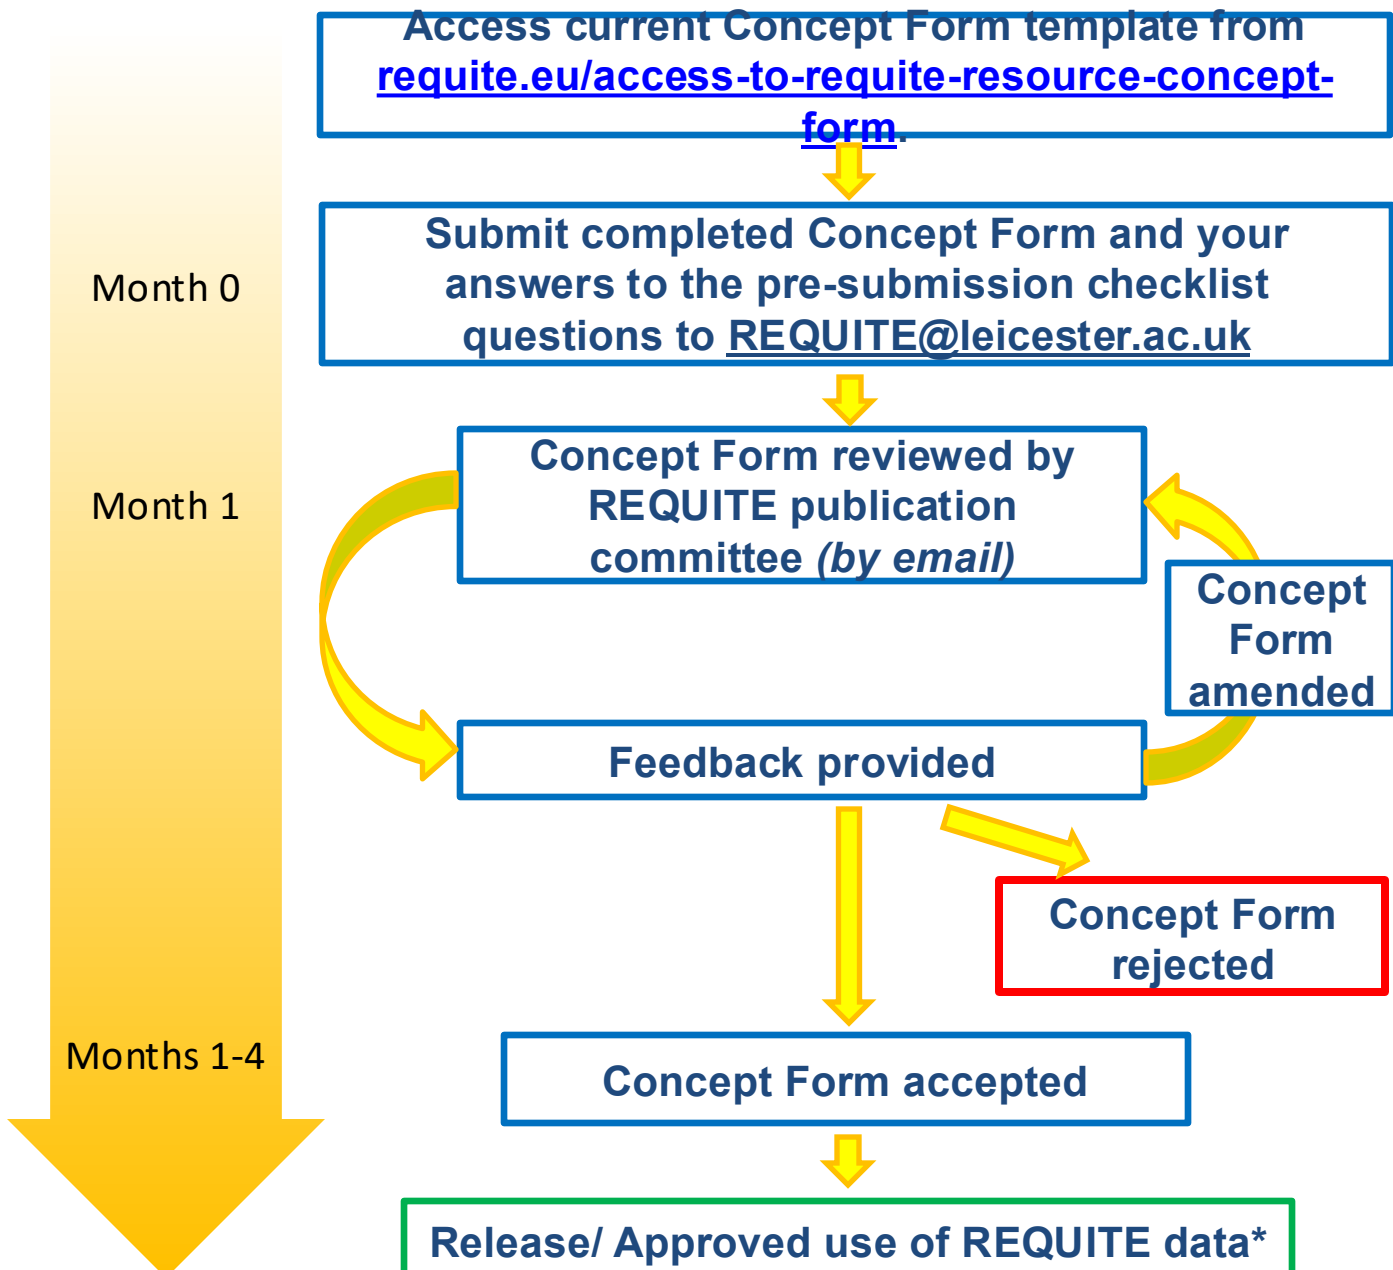 Access current Concept Form template from
requite.eu/access-to-requite-resource-concept-
form.
Month 0
Submit completed Concept Form and your
answers to the pre-submission checklist
questions to REQUITE@leicester.ac.uk
Month 1
Concept Form reviewed by
REQUITE publication
committee (by email)
Concept
Form
amended
Feedback provided
Concept Form
rejected
Months 1-4
Concept Form accepted
Release/ Approved use of REQUITE data*